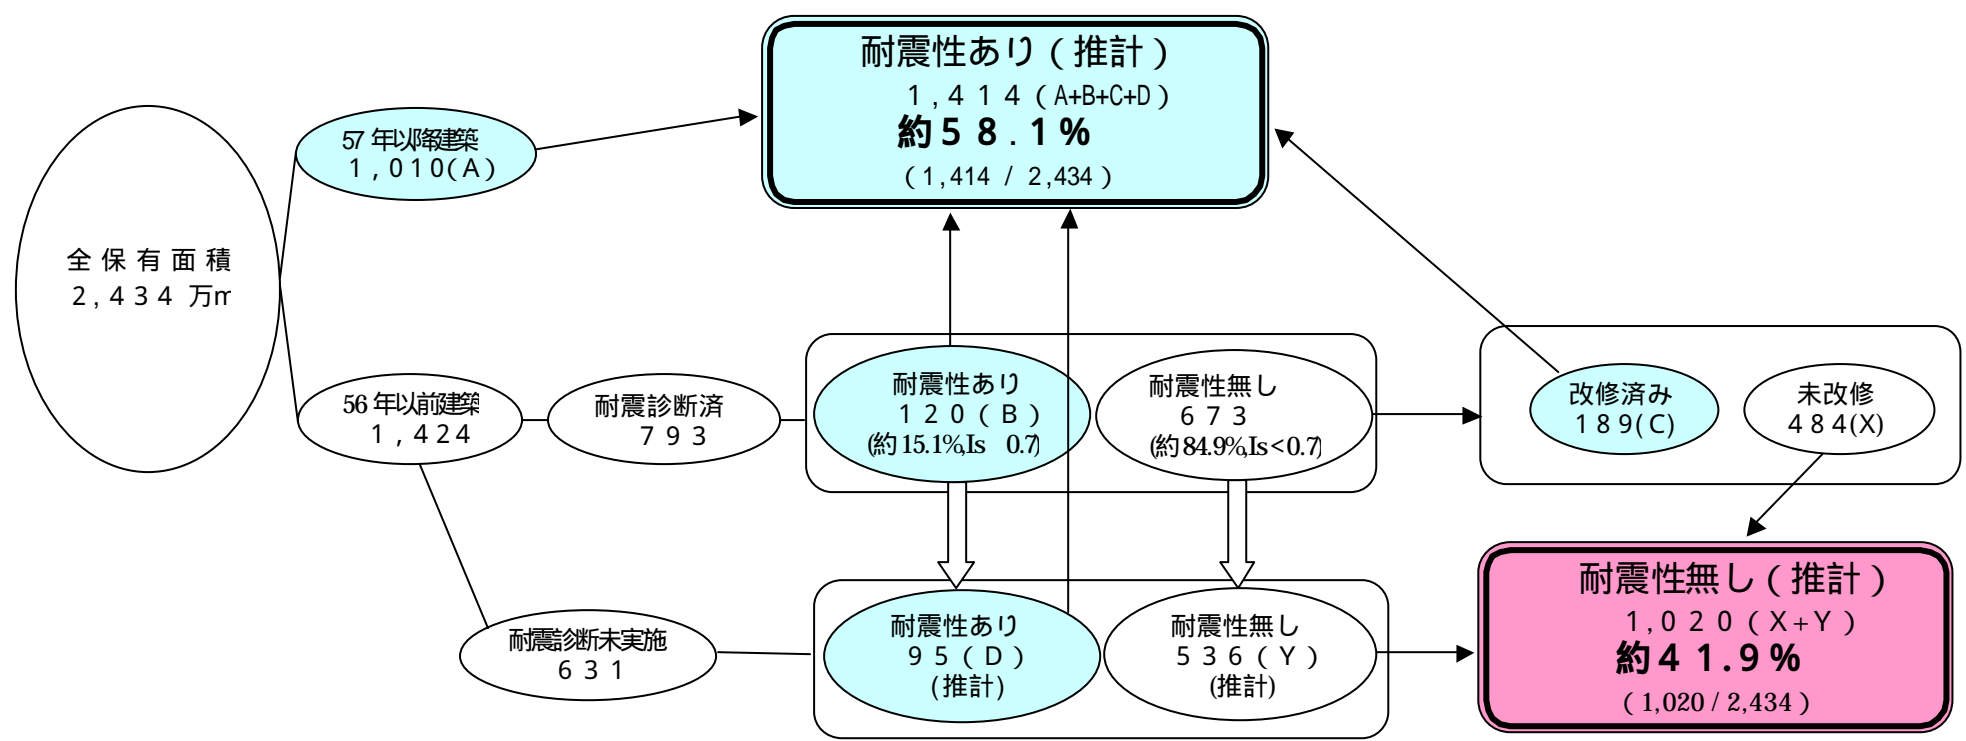 耐震性あり（推計）
1,414（A+B+C+D）
約58.1%
（1,414 / 2,434）
57年以降建築
1,010(A)
全保有面積
2,434 万m
56年以前建築
1,424
耐震診断済
793
耐震性あり
120（B）
(約15.1%,Is 0.7)
耐震性無し
673
(約84.9%,Is<0.7)
改修済み
189(C)
未改修
484(X)
耐震診断未実施
631
耐震性あり
95（D）
(推計)
耐震性無し
536（Y）
(推計)
耐震性無し（推計）
1,020（X+Y）
約41.9%
（1,020 / 2,434）